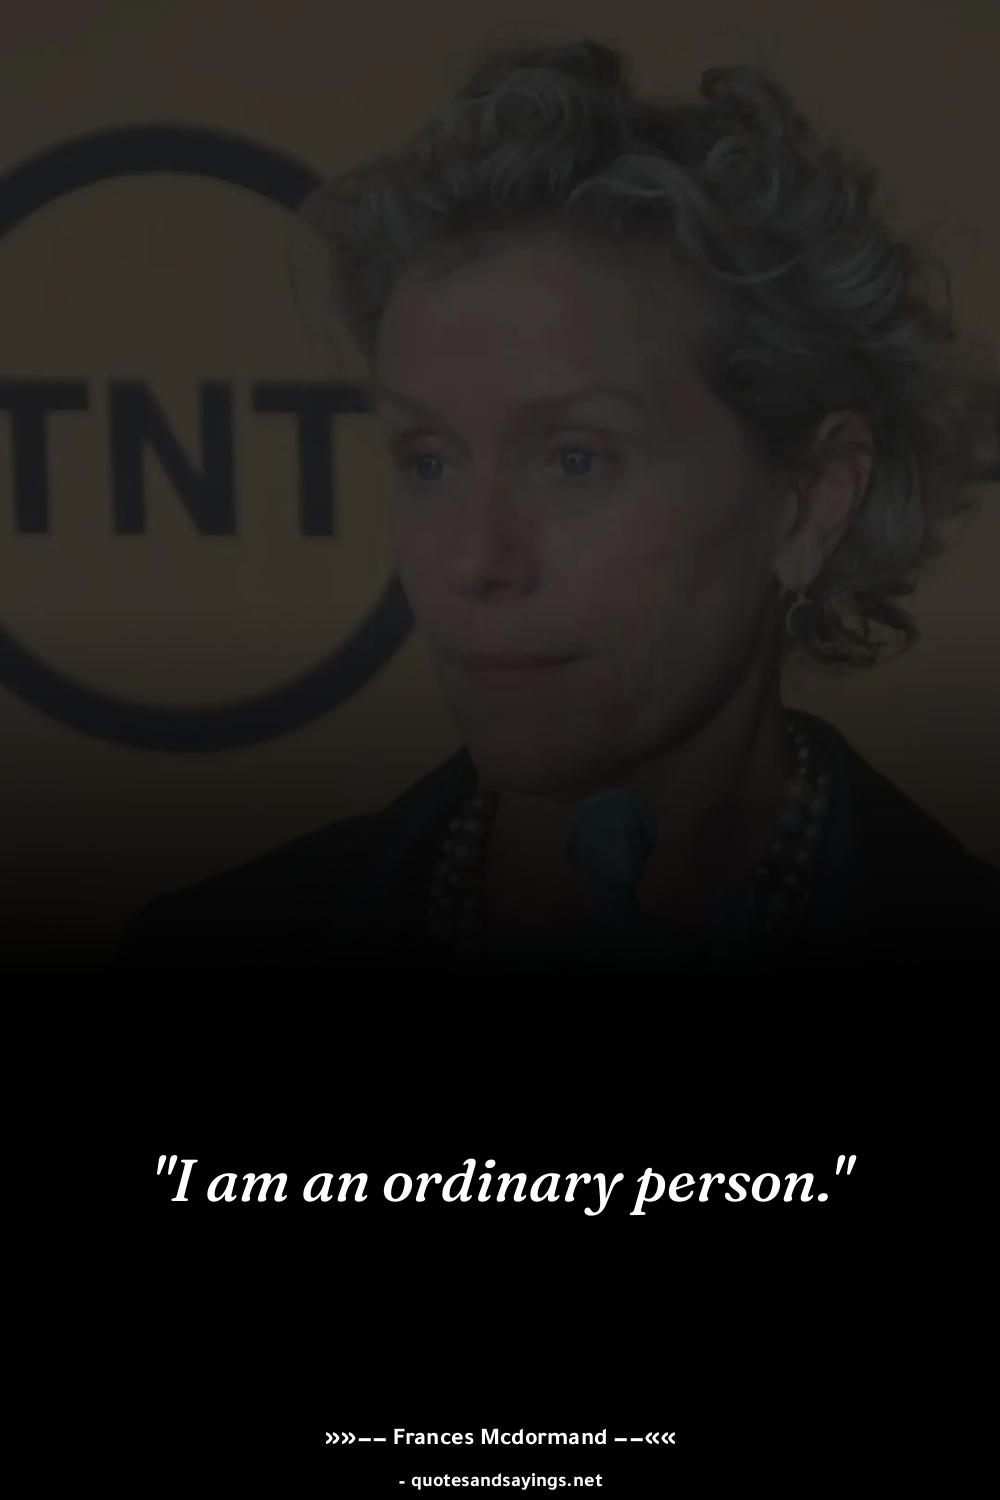 TNT
"I am an ordinary person."
»»−− Frances Mcdormand −−««
- quotesandsayings.net